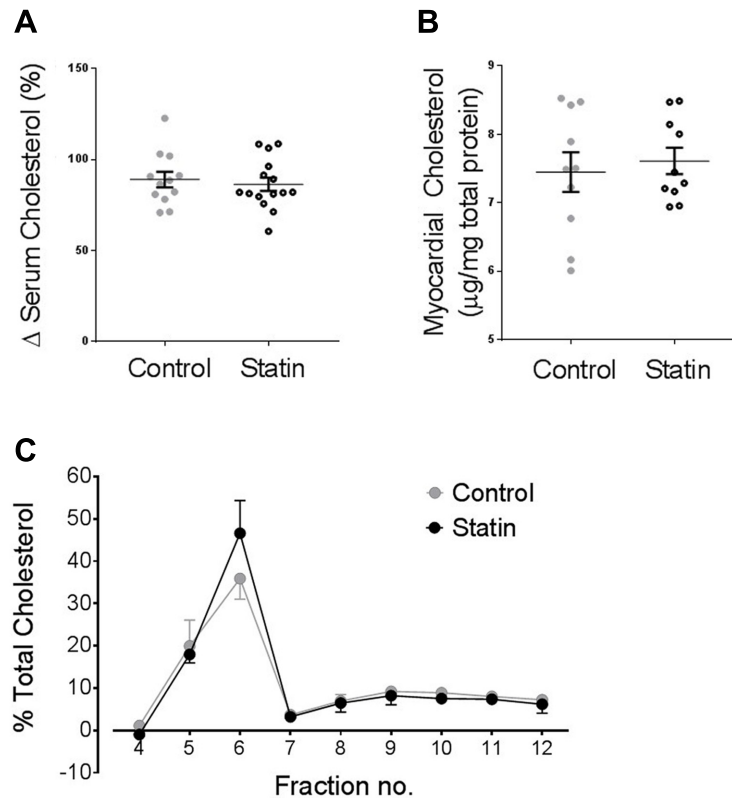 A
Δ Serum Cholesterol (%)
150
100
50
0
Control
Statin
B
Myocardial Cholesterol
(µg/mg total protein)
9
8
7
6
5
Control
Statin
C
% Total Cholesterol
60
50
40
30
20
10
0
-10
4 5 6 7 8 9 10 11 12
Fraction no.
Control
Statin